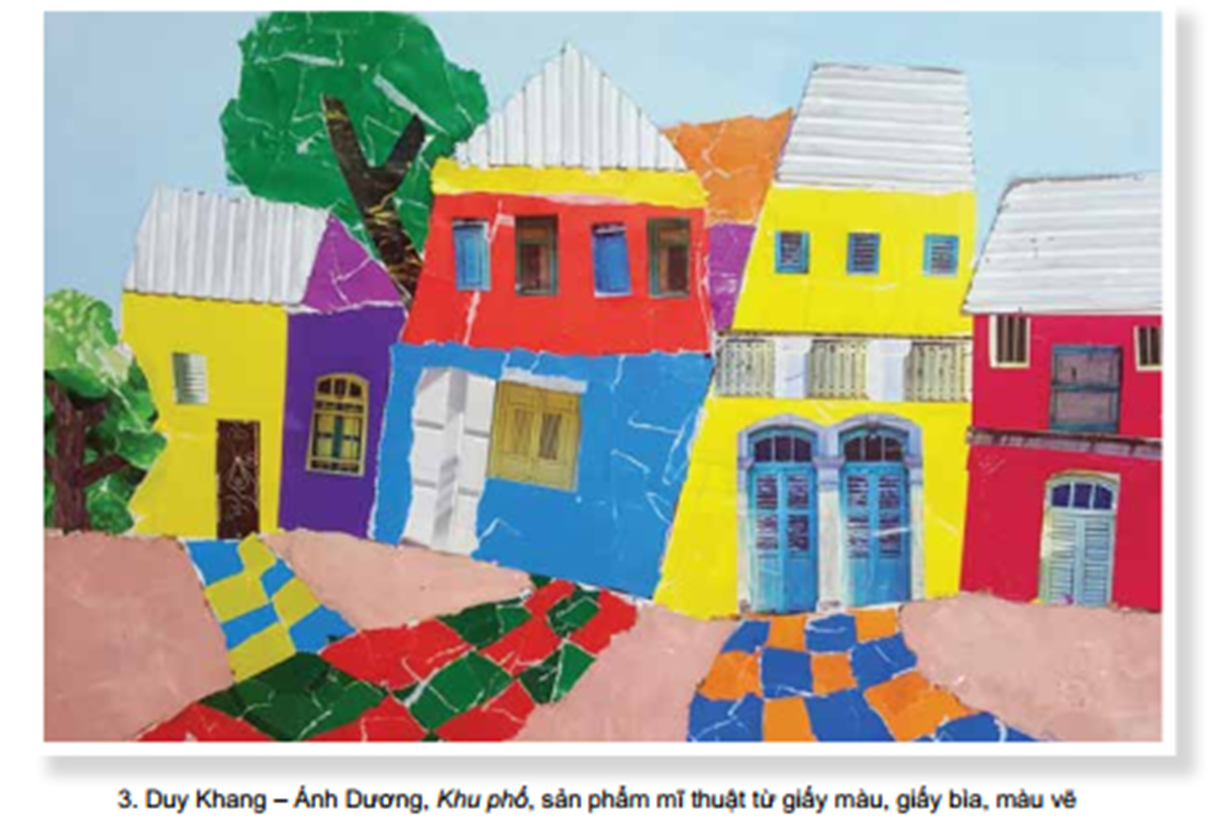 3. Duy Khang – Ánh Dương, Khu phố, sản phẩm mĩ thuật từ giấy màu, giấy bìa, màu vẽ